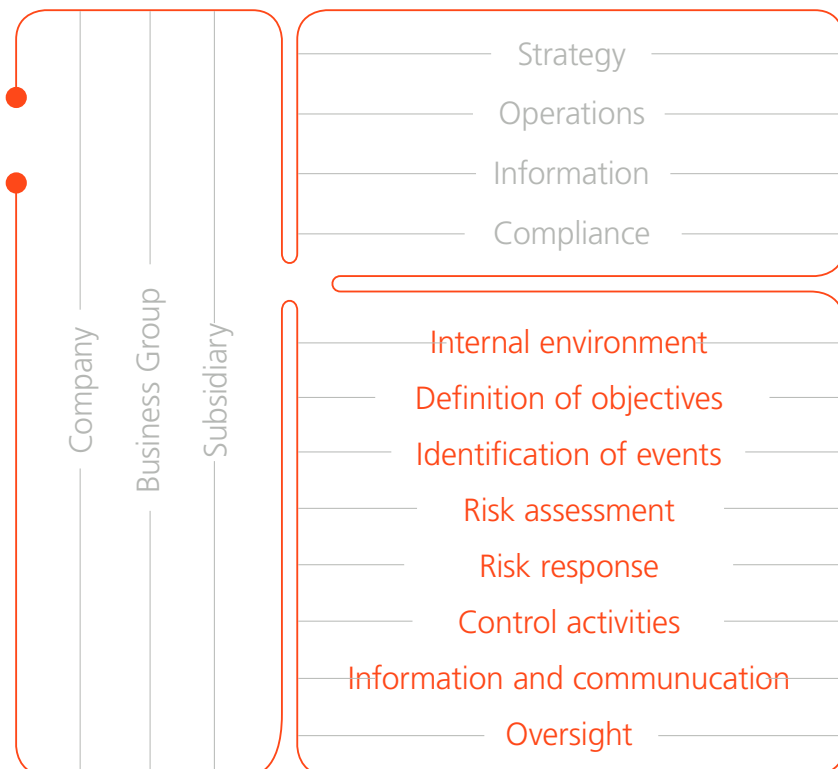 Strategy
Operations
Information
Compliance
Company
Business Group
Subsidiary
Internal environment
Definition of objectives
Identification of events
Risk assessment
Risk response
Control activities
Information and communucation
Oversight